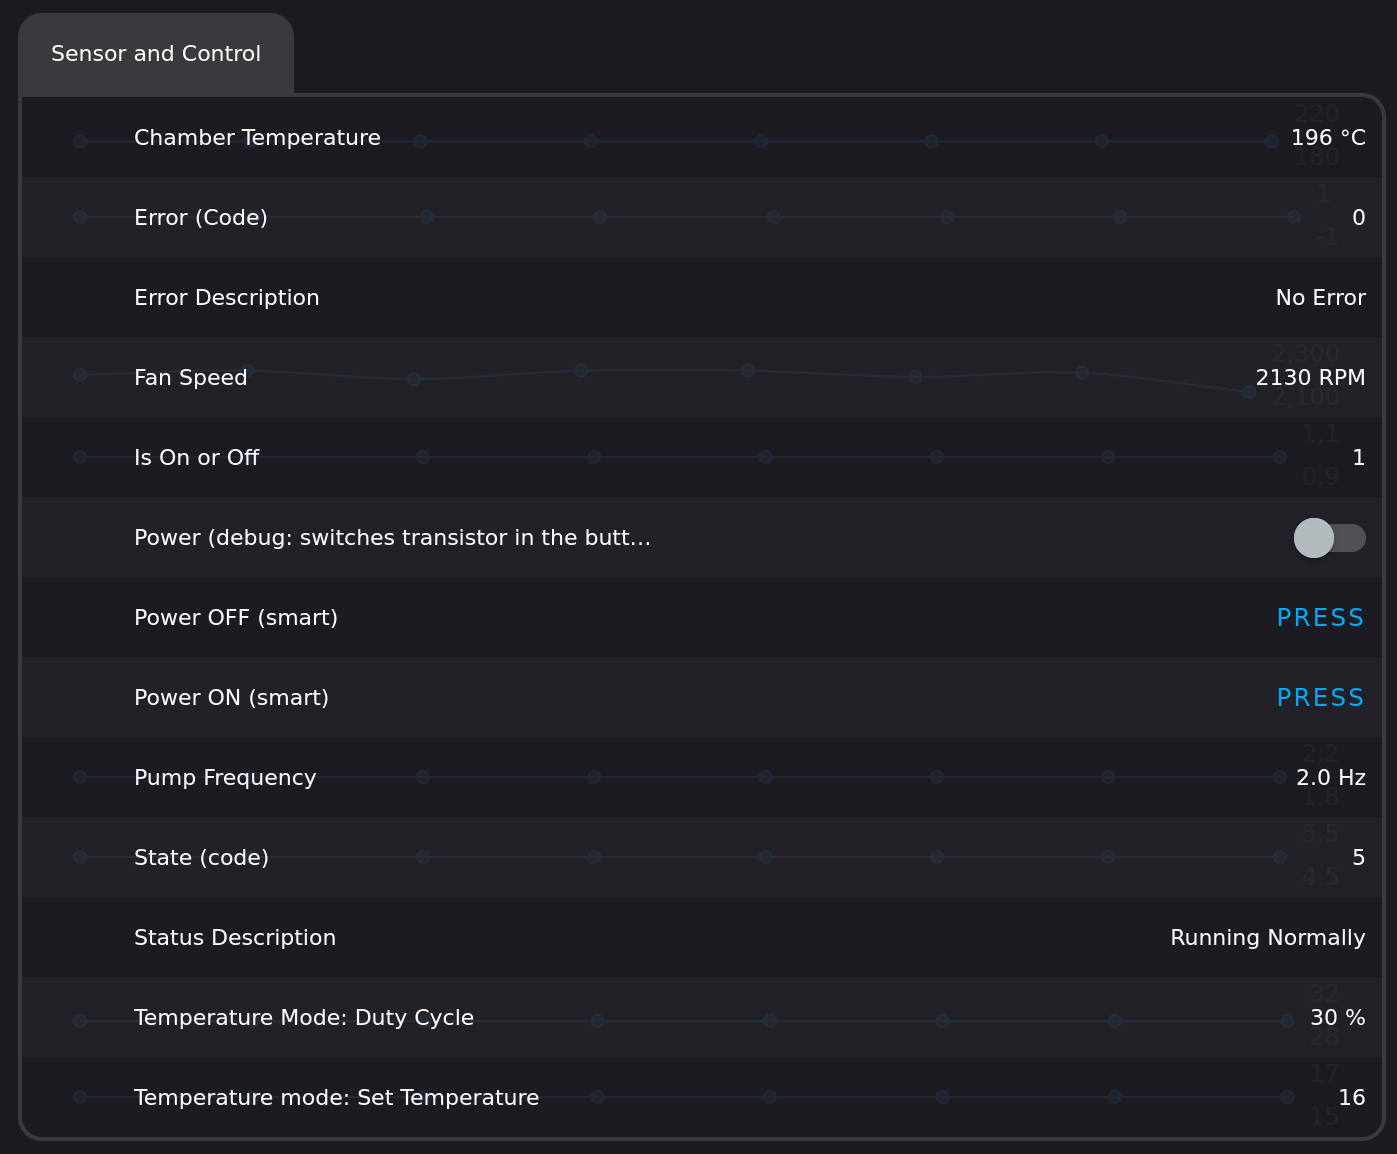 Sensor and Control
220
Chamber Temperature 196 °C
180
1
Error (Code) 0
-1
Error Description No Error
2,300
Fan Speed 2130 RPM
2,100
1.1
Is On or Off 1
0.9
Power (debug: switches transistor in the butt...
Power OFF (smart) PRESS
Power ON (smart) PRESS
2.2
Pump Frequency 2.0 Hz
1.8
5.5
State (code) 5
4.5
Status Description Running Normally
32
Temperature Mode: Duty Cycle 30 %
28
17
Temperature mode: Set Temperature 16
15